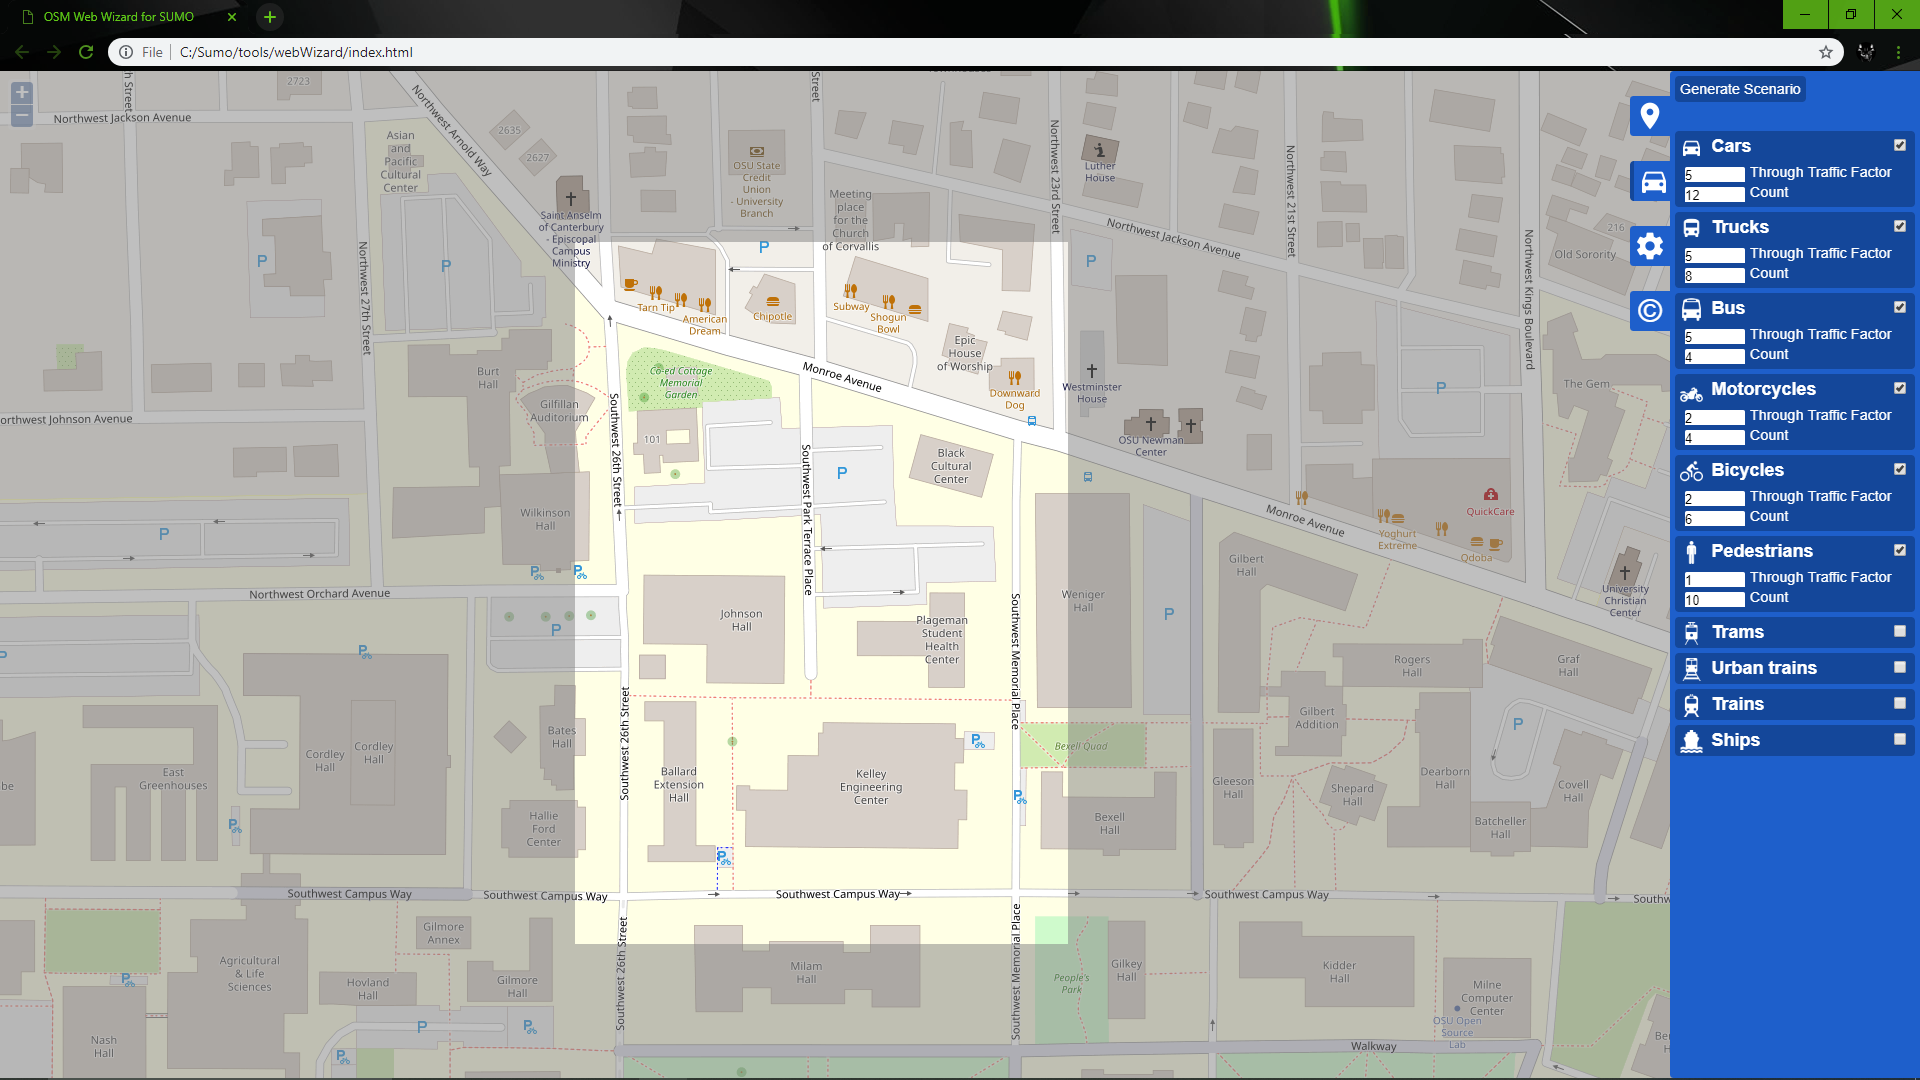 OSM Web Wizard for SUMO
File
C:/Sumo/tools/webWizard/index.html
Generate Scenario
Cars
5 Through Traffic Factor
12 Count
Trucks
5 Through Traffic Factor
8 Count
Bus
5 Through Traffic Factor
4 Count
Motorcycles
2 Through Traffic Factor
4 Count
Bicycles
2 Through Traffic Factor
6 Count
Pedestrians
1 Through Traffic Factor
10 Count
Trams
Urban trains
Trains
Ships
+
−
2723
h Street
Northwest Jackson Avenue
Northwest Arnold Way
Asian
and
Pacific
Cultural
Center
2635
2627
Street
OSU State
Credit
Union
- University
Branch
Saint Anselm
of Canterbury
- Episcopal
Campus
Ministry
Meeting
place
for the
Church
of Corvallis
Northwest 23rd Street
Luther
House
Northwest Jackson Avenue
Northwest 21st Street
216
Old Sorority
Northwest Kings Boulevard
Northwest 27th Street
P
P
P
P
Tarn Tip
American
Dream
Chipotle
Subway
Shogun
Bowl
Epic
House
of Worship
Monroe Avenue
Downward
Dog
Westminster
House
OSU Newman
Center
P
The Gem
orthwest Johnson Avenue
Burt
Hall
Gilfillan
Auditorium
Co-ed Cottage
Memorial
Garden
101
Southwest 26th Street
Southwest Park Terrace Place
P
Black
Cultural
Center
Monroe Avenue
QuickCare
Yoghurt
Extreme
Qdoba
University
Christian
Center
Wilkinson
Hall
P
P
P
Northwest Orchard Avenue
P
Johnson
Hall
Plageman
Student
Health
Center
Southwest Memorial Place
Weniger
Hall
P
Gilbert
Hall
Rogers
Hall
Graf
Hall
P
P
Southwest 26th Street
Bates
Hall
Cordley
Hall
Cordley
Hall
East
Greenhouses
be
P
Hallie
Ford
Center
Ballard
Extension
Hall
Kelley
Engineering
Center
P
P
P
Bexell Quad
Bexell
Hall
Gilbert
Addition
Gleeson
Hall
Shepard
Hall
Dearborn
Hall
Batcheller
Hall
Covell
Hall
P
Southwest Campus Way
Southwest Campus Way
Southwest Campus Way
Southwest Campus Way
Southw
Gilmore
Annex
Agricultural
& Life
Sciences
Hovland
Hall
Gilmore
Hall
Southwest 26th Street
Milam
Hall
Southwest Memorial Place
People's
Park
Gilkey
Hall
Kidder
Hall
Milne
Computer
Center
OSU Open
Source
Lab
P
Nash
Hall
P
P
P
Walkway
Be
H